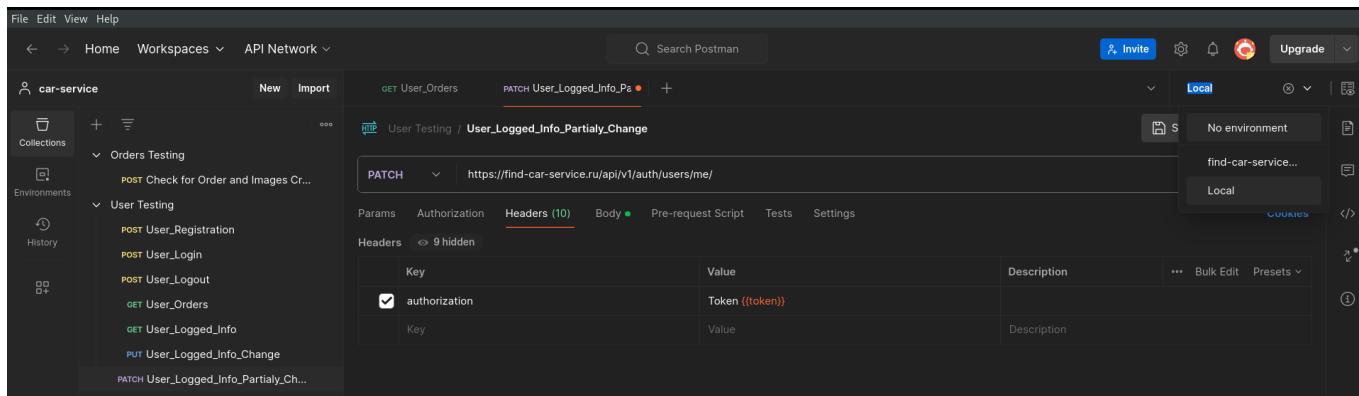 File Edit View Help
Home Workspaces API Network Search Postman Invite Upgrade
car-service New Import GET User_Orders PATCH User_Logged_Info_Pa Local
Collections
Environments
History
Orders Testing
POST Check for Order and Images Cr...
User Testing
POST User_Registration
POST User_Login
POST User_Logout
GET User_Orders
GET User_Logged_Info
PUT User_Logged_Info_Change
PATCH User_Logged_Info_Partialy_Ch...
HTTP User Testing / User_Logged_Info_Partialy_Change S
PATCH https://find-car-service.ru/api/v1/auth/users/me/
Params Authorization Headers (10) Body Pre-request Script Tests Settings Cookies
Headers 9 hidden
Key Value Description Bulk Edit Presets
authorization Token {{token}}
Key Value Description
No environment
find-car-service...
Local